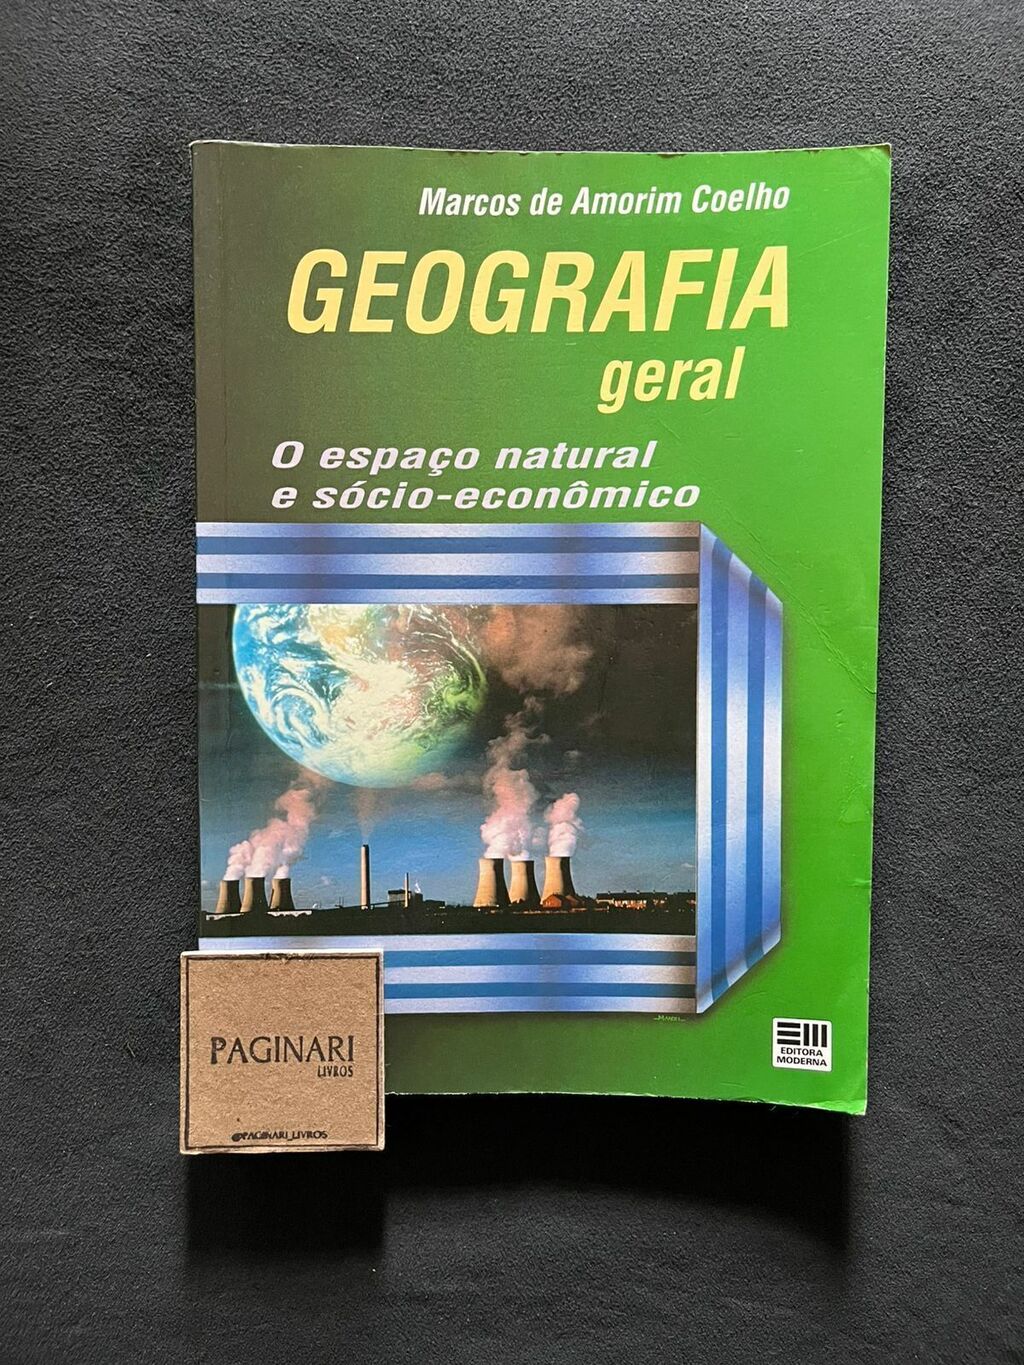 Marcos de Amorim Coelho
GEOGRAFIA
geral
O espaço natural
e sócio-econômico
EDITORA
MODERNA
PAGINARI
LIVROS
@PAGINARI_LIVROS